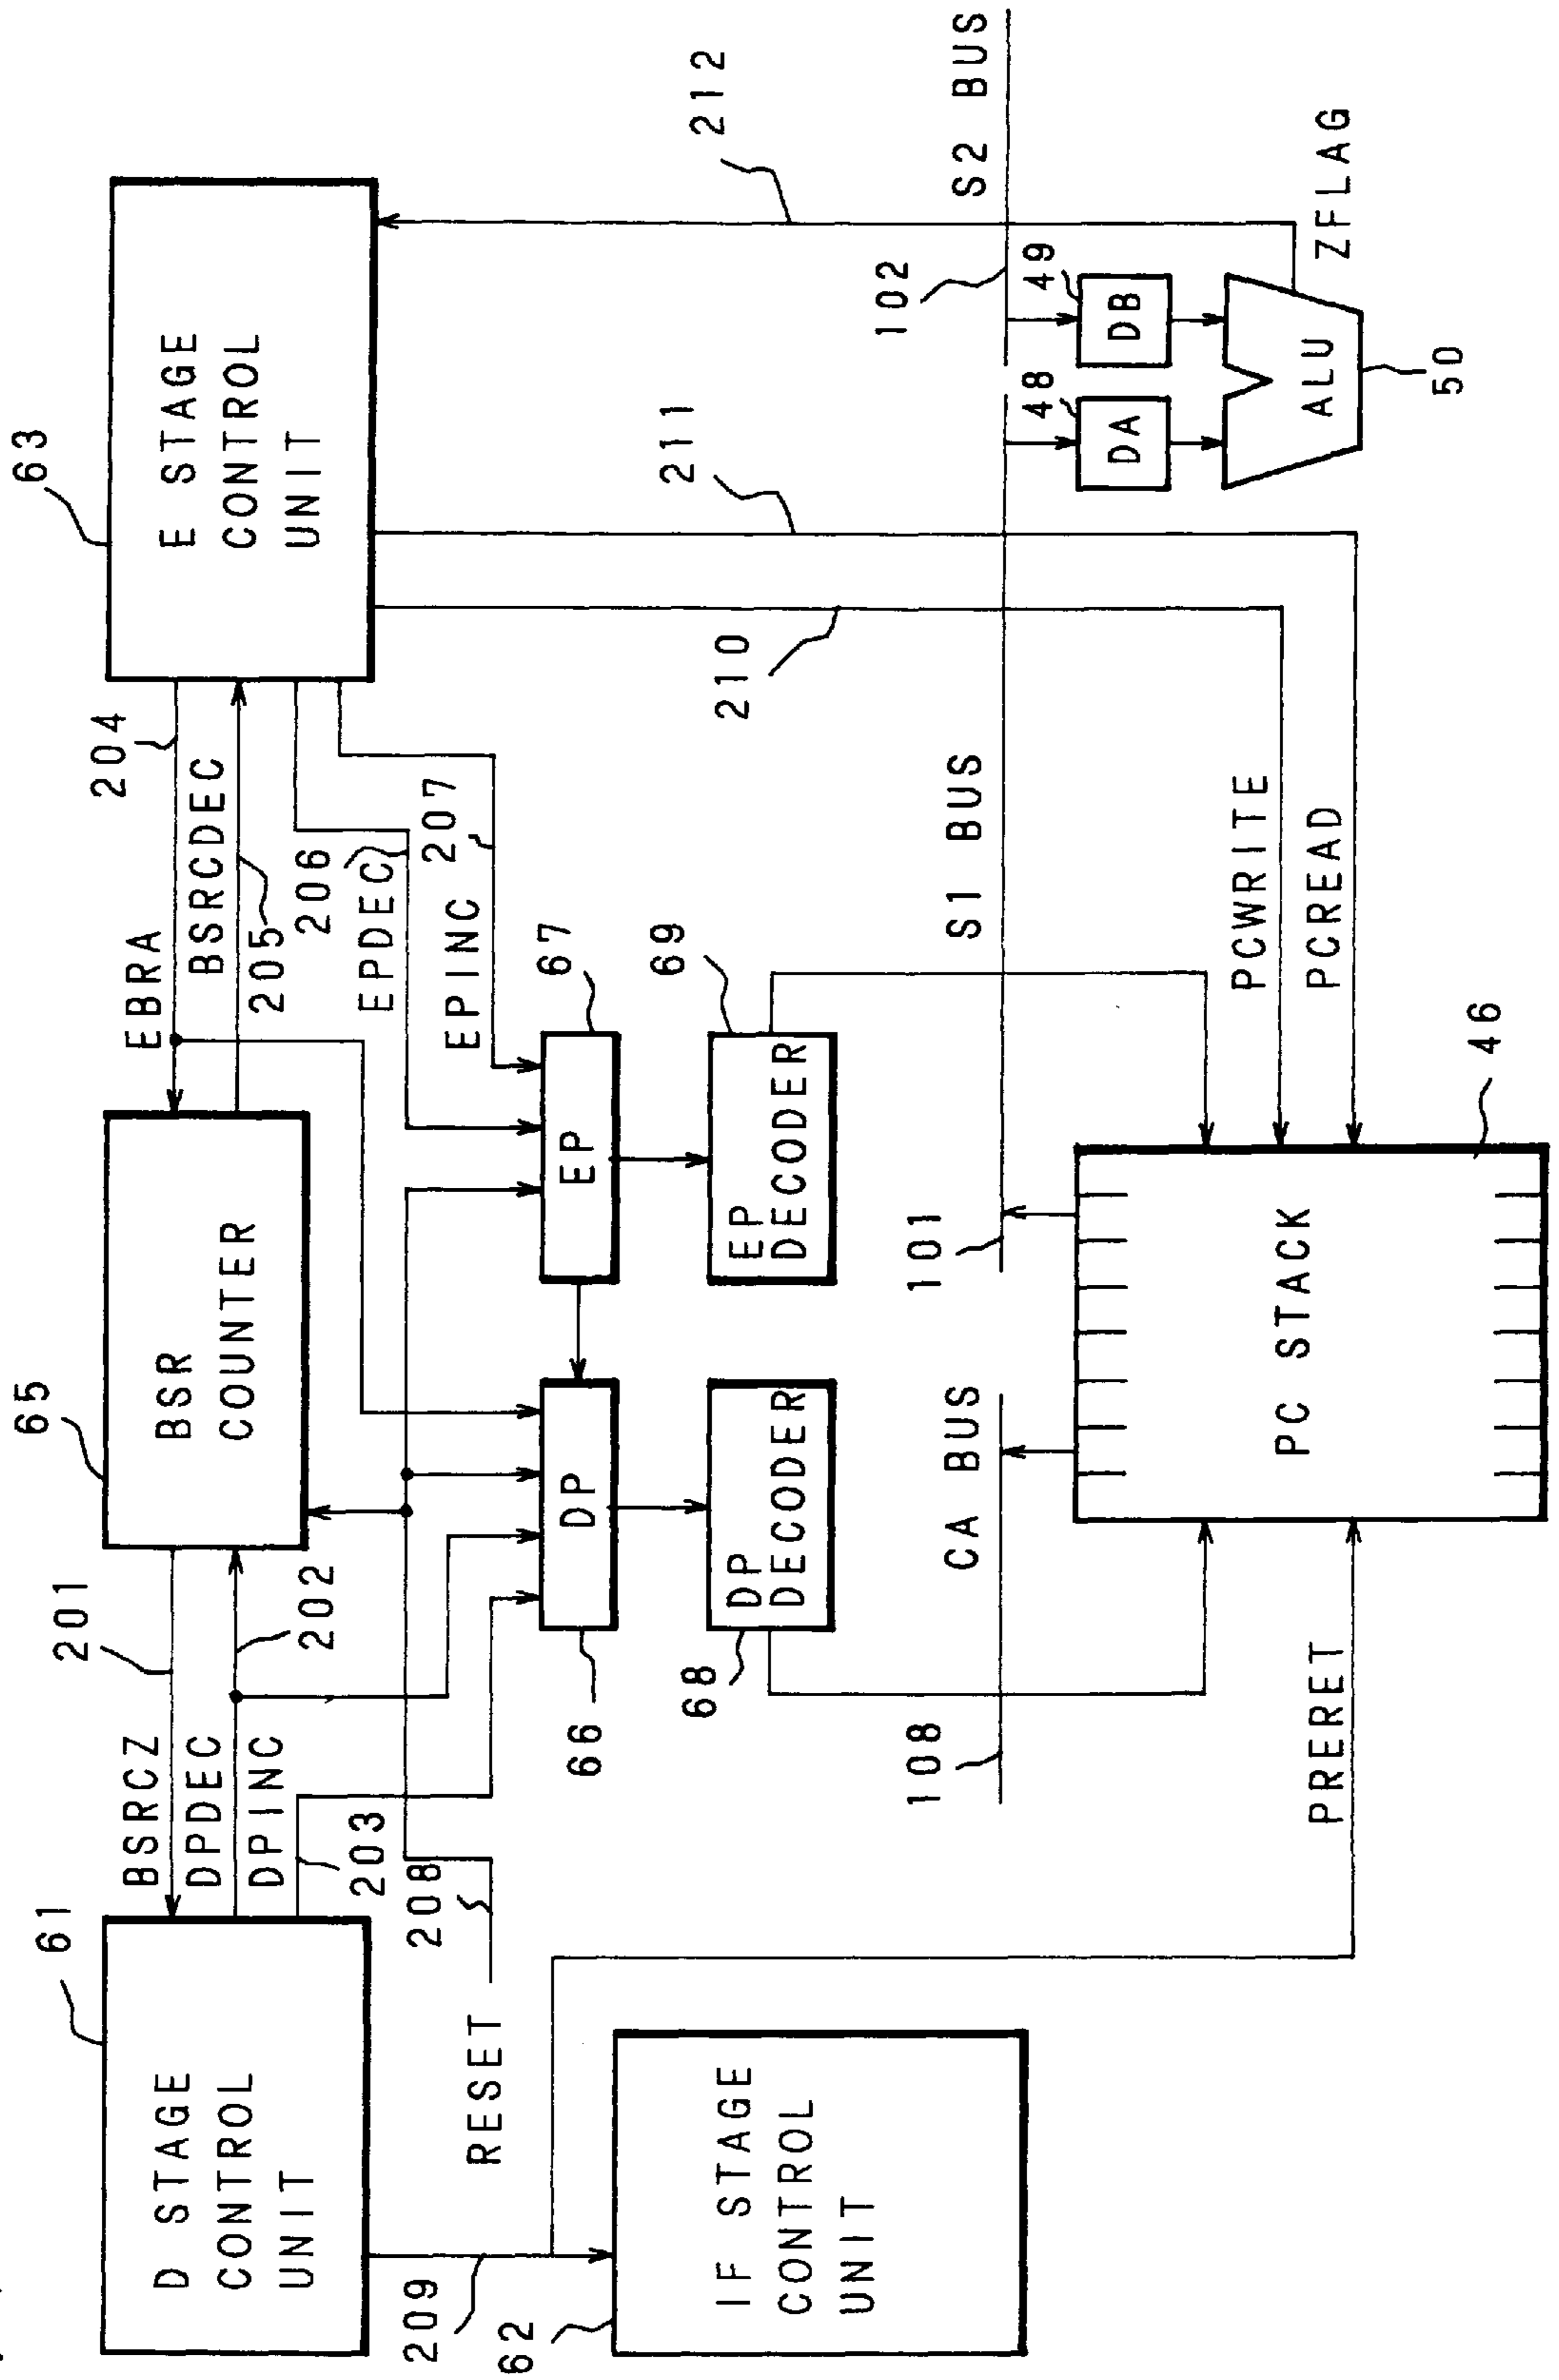 61
D STAGE
CONTROL
UNIT
BSRCZ
DPDEC
DPINC
201
202
203
65
BSR
COUNTER
EBRA
BSRCDEC
204
205
206
EPDEC
207
EPINC
63
E STAGE
CONTROL
UNIT
208
RESET
209
62
IF STAGE
CONTROL
UNIT
66
DP
67
EP
68
DP
DECODER
69
EP
DECODER
108
CA BUS
101
S1 BUS
210
211
212
102
S2 BUS
48
DA
49
DB
ALU
50
ZFLAG
PRERET
PC STACK
46
PCWRITE
PCREAD